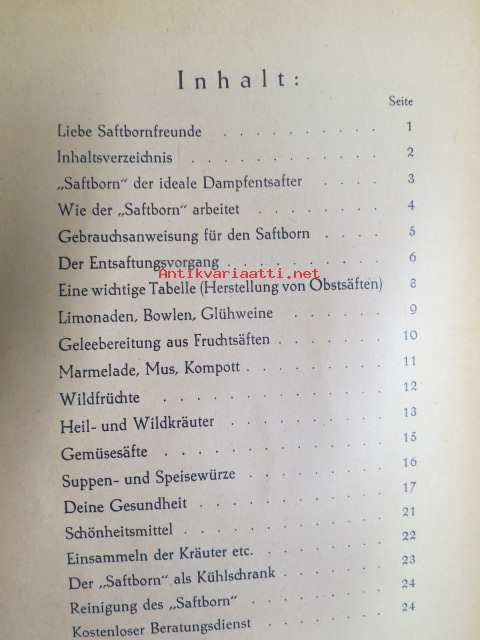 Inhalt:
Seite
Liebe Saftbornfreunde . . . . . . . . . 1
Inhaltsverzeichnis . . . . . . . . . . 2
„Saftborn“ der ideale Dampfentsafter . . . . 3
Wie der „Saftborn“ arbeitet . . . . . . . 4
Gebrauchsanweisung für den Saftborn . . . . 5
Der Entsaftungsvorgang . . . . . . . . 6
Antikvariaatti.net
Eine wichtige Tabelle (Herstellung von Obstsäften) 8
Limonaden, Bowlen, Glühweine . . . . . . 9
Geleebereitung aus Fruchtsäften . . . . . . 10
Marmelade, Mus, Kompott . . . . . . . . 11
Wildfrüchte . . . . . . . . . . . . 12
Heil- und Wildkräuter . . . . . . . . . 13
Gemüsesäfte . . . . . . . . . . . . 15
Suppen- und Speisewürze . . . . . . . . 16
Deine Gesundheit . . . . . . . . . . 17
Schönheitsmittel . . . . . . . . . . 21
Einsammeln der Kräuter etc. . . . . . . . 22
Der „Saftborn“ als Kühlschrank . . . . . . 23
Reinigung des „Saftborn“ . . . . . . . . 24
Kostenloser Beratungsdienst . . . . . . . 24